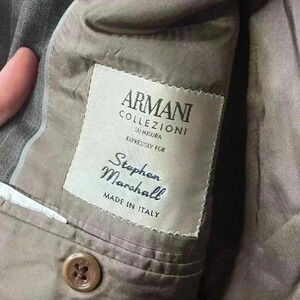 ARMANI
COLLEZIONI
SU MISURA
EXPRESSLY FOR
Stephen
Marshall
MADE IN ITALY